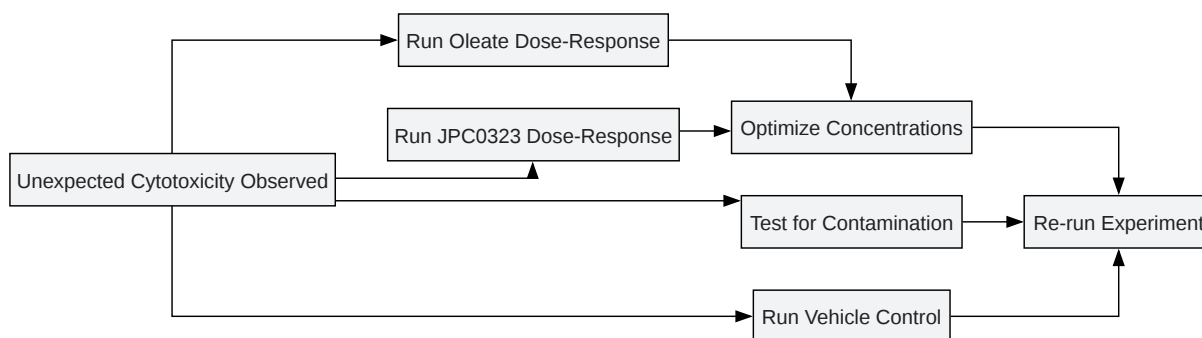 Run Oleate Dose-Response
Run JPC0323 Dose-Response
Optimize Concentrations
Unexpected Cytotoxicity Observed
Test for Contamination
Re-run Experiment
Run Vehicle Control